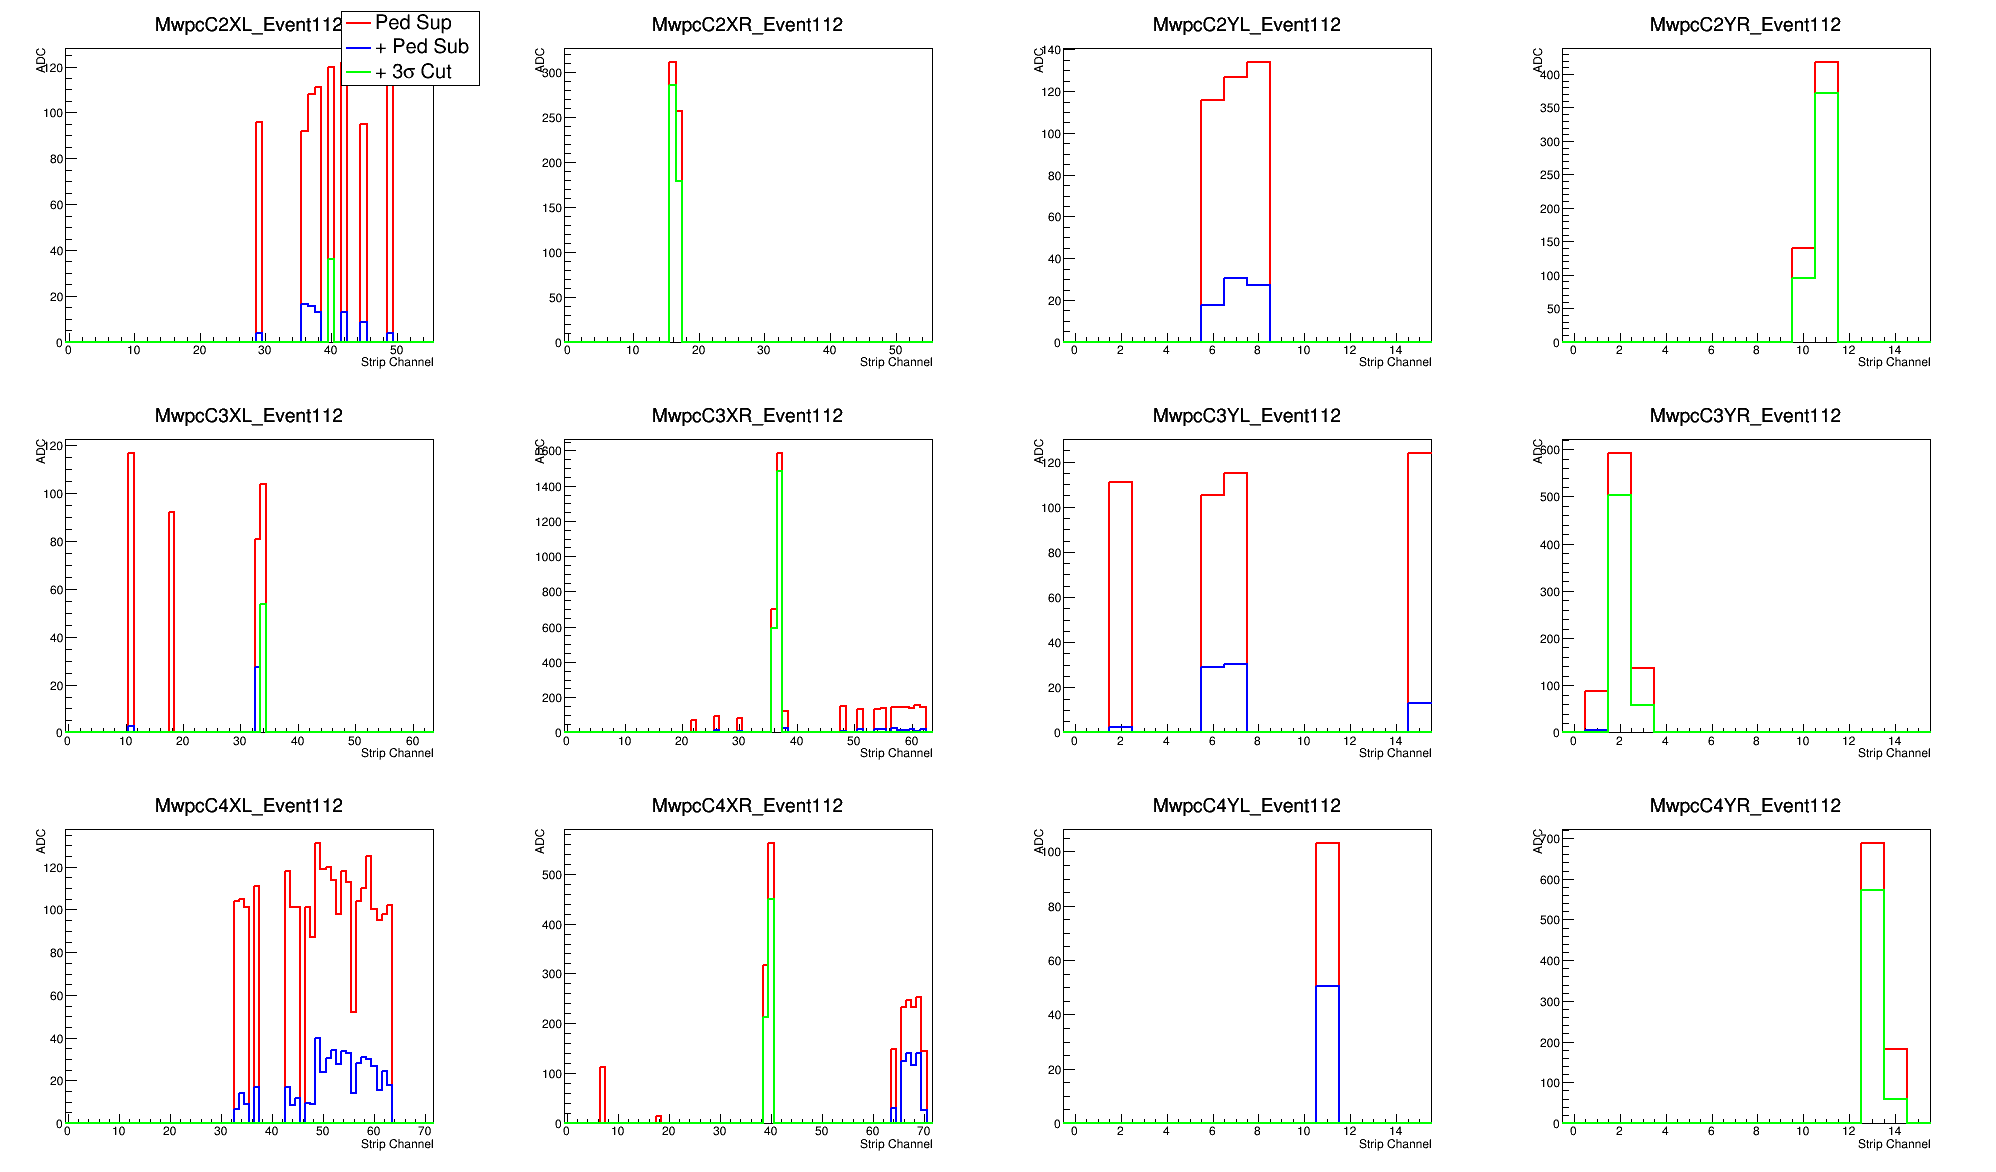 MwpcC2XL_Event112
Ped Sup
+ Ped Sub
+ 3σ Cut
ADC
120
100
80
60
40
20
0
0 10 20 30 40 50
Strip Channel
MwpcC2XR_Event112
ADC
300
250
200
150
100
50
0
0 10 20 30 40 50
Strip Channel
MwpcC2YL_Event112
ADC
140
120
100
80
60
40
20
0
0 2 4 6 8 10 12 14
Strip Channel
MwpcC2YR_Event112
ADC
400
350
300
250
200
150
100
50
0
0 2 4 6 8 10 12 14
Strip Channel
MwpcC3XL_Event112
ADC
120
100
80
60
40
20
0
0 10 20 30 40 50 60
Strip Channel
MwpcC3XR_Event112
ADC
1600
1400
1200
1000
800
600
400
200
0
0 10 20 30 40 50 60
Strip Channel
MwpcC3YL_Event112
ADC
120
100
80
60
40
20
0
0 2 4 6 8 10 12 14
Strip Channel
MwpcC3YR_Event112
ADC
600
500
400
300
200
100
0
0 2 4 6 8 10 12 14
Strip Channel
MwpcC4XL_Event112
ADC
120
100
80
60
40
20
0
0 10 20 30 40 50 60 70
Strip Channel
MwpcC4XR_Event112
ADC
500
400
300
200
100
0
0 10 20 30 40 50 60 70
Strip Channel
MwpcC4YL_Event112
ADC
100
80
60
40
20
0
0 2 4 6 8 10 12 14
Strip Channel
MwpcC4YR_Event112
ADC
700
600
500
400
300
200
100
0
0 2 4 6 8 10 12 14
Strip Channel